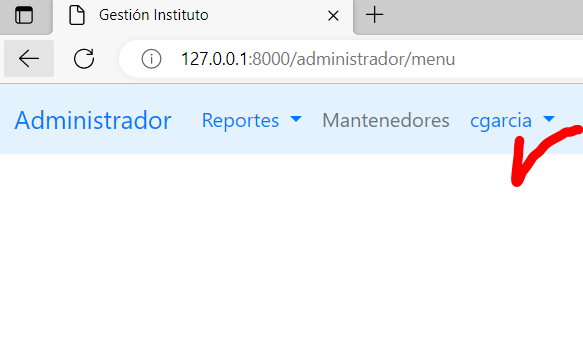 Gestión Instituto
127.0.0.1:8000/administrador/menu
Administrador Reportes Mantenedores cgarcia